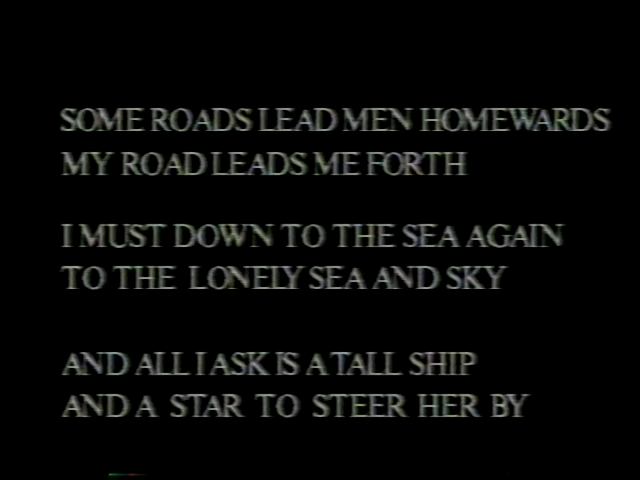 SOME ROADS LEAD MEN HOMEWARDS
MY ROAD LEADS ME FORTH
I MUST DOWN TO THE SEA AGAIN
TO THE LONELY SEA AND SKY
AND ALL I ASK IS A TALL SHIP
AND A STAR TO STEER HER BY